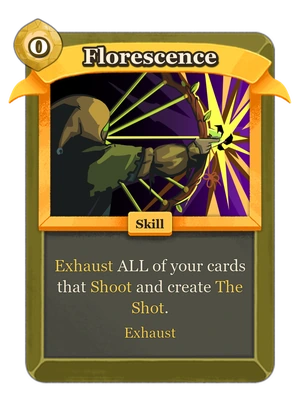 0
Florescence
Skill
Exhaust ALL of your cards
that Shoot and create The
Shot.
Exhaust